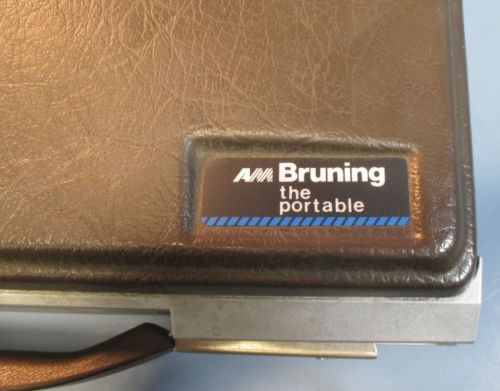 AM Bruning
the
portable